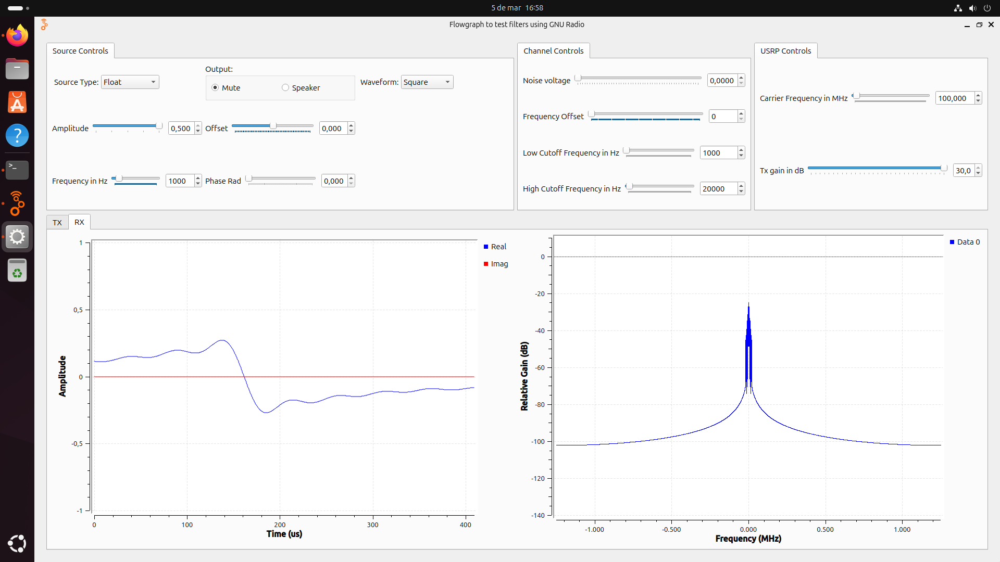 5 de mar 16:58
Flowgraph to test filters using GNU Radio
Source Controls
Source Type: Float
Output:
Mute
Speaker
Waveform: Square
Amplitude 0,500
Offset 0,000
Frequency in Hz 1000
Phase Rad 0,000
Channel Controls
Noise voltage 0,0000
Frequency Offset 0
Low Cutoff Frequency in Hz 1000
High Cutoff Frequency in Hz 20000
USRP Controls
Carrier Frequency in MHz 100,000
Tx gain in dB 30,0
TX RX
1
0,5
0
-0,5
-1
Amplitude
0 100 200 300 400
Time (us)
Real
Imag
0
-20
-40
-60
-80
-100
-120
-140
Relative Gain (dB)
-1.000 -0.500 0.000 0.500 1.000
Frequency (MHz)
Data 0